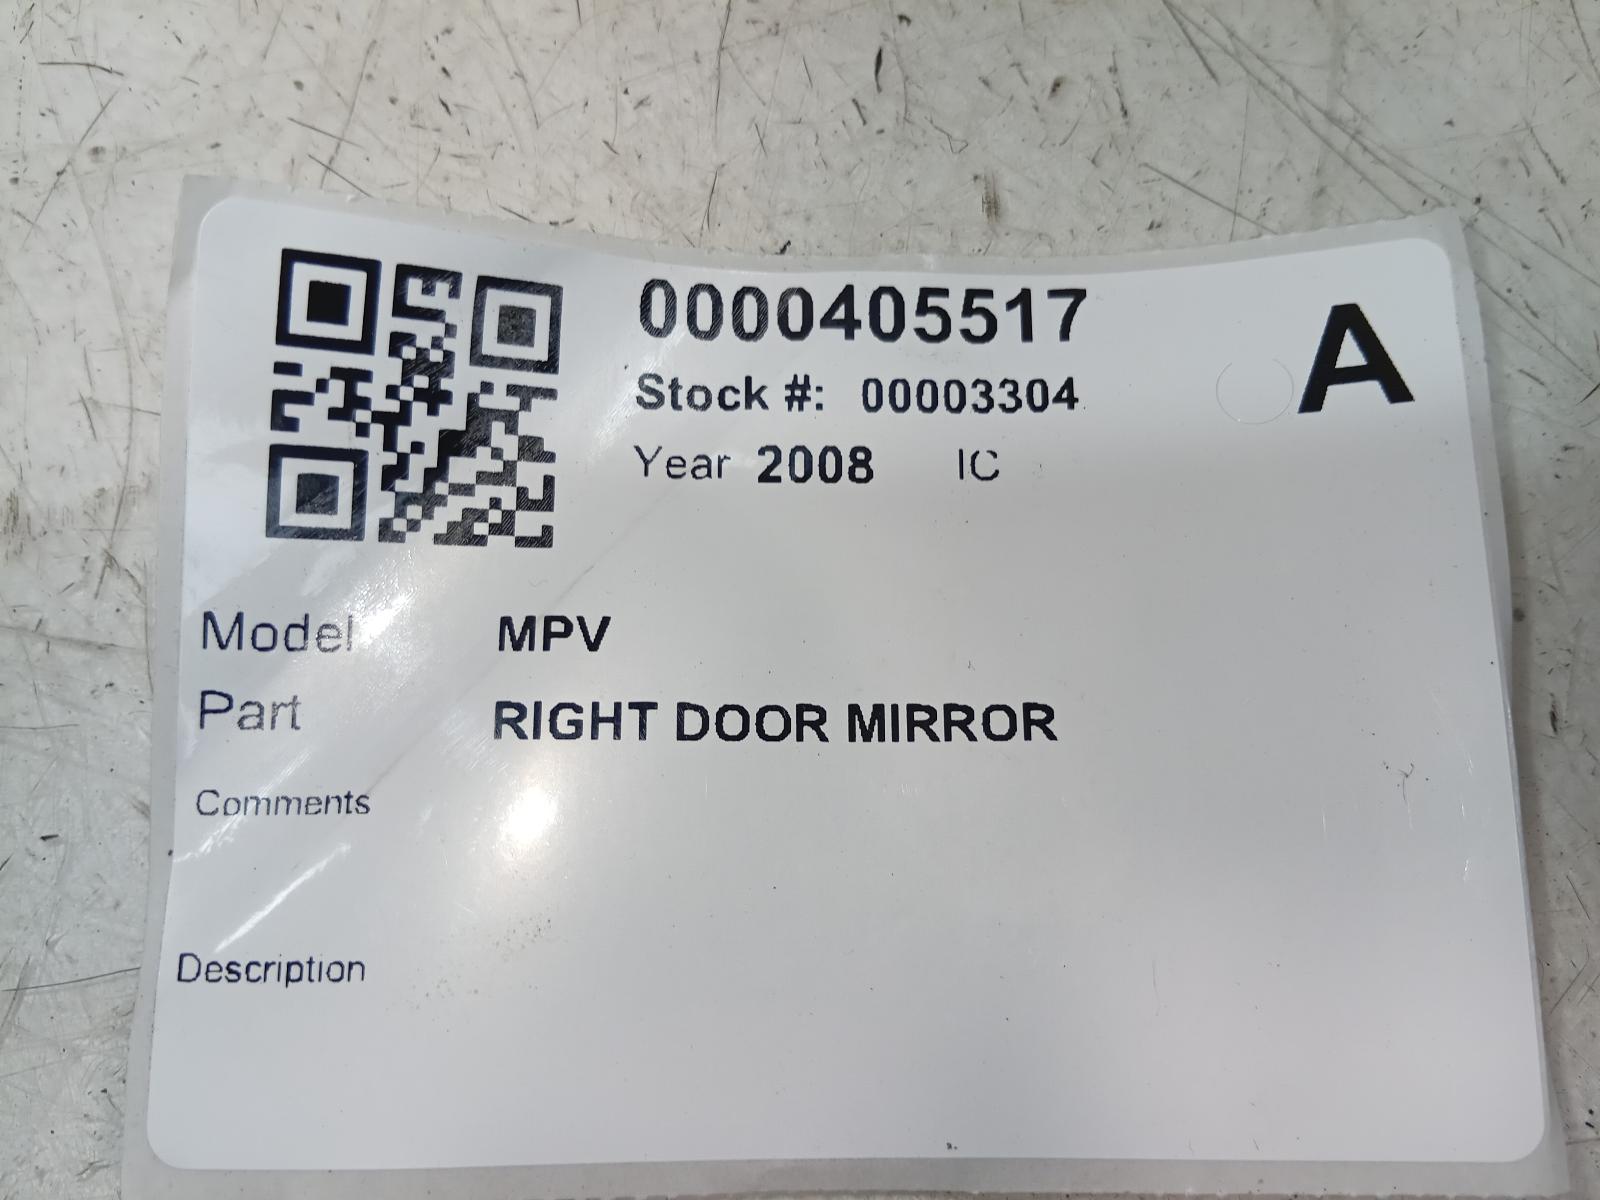 0000405517
A
Stock #: 00003304
Year 2008 IC
Model MPV
Part RIGHT DOOR MIRROR
Comments
Description